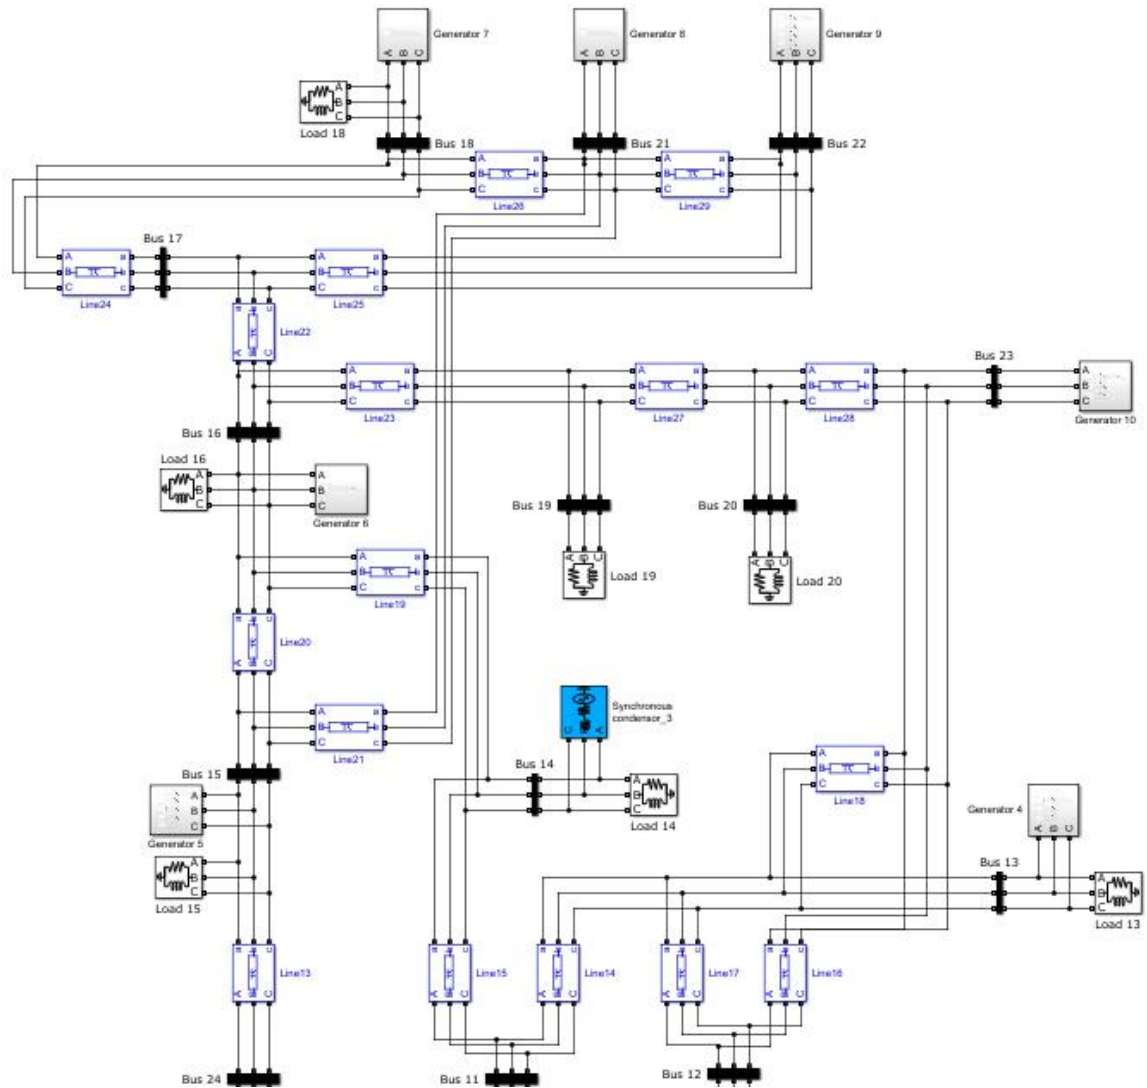 Generator 7
Generator 8
Generator 9
A B C
A B C
A B C
A
B
C
Load 18
Bus 18
Bus 21
Bus 22
A a
B b
C c
Line26
A a
B b
C c
Line29
Bus 17
A a
B b
C c
Line24
A a
B b
C c
Line25
a b c
Line22
A B C
Bus 23
A a
B b
C c
Line23
A a
B b
C c
Line27
A a
B b
C c
Line28
A
B
C
Generator 10
Bus 16
Load 16
A
B
C
A
B
C
Generator 6
Bus 19
Bus 20
A B C
Load 19
A B C
Load 20
A a
B b
C c
Line19
a b c
Line20
A B C
Synchronous
condensor_3
C B A
A a
B b
C c
Line21
Bus 15
Bus 14
A
B
C
Load 14
A a
B b
C c
Line18
Generator 4
A B C
A
B
C
Generator 5
A
B
C
Load 15
Bus 13
A
B
C
Load 13
a b c
Line13
A B C
a b c
Line15
A B C
a b c
Line14
A B C
a b c
Line17
A B C
a b c
Line16
A B C
Bus 24
Bus 11
Bus 12